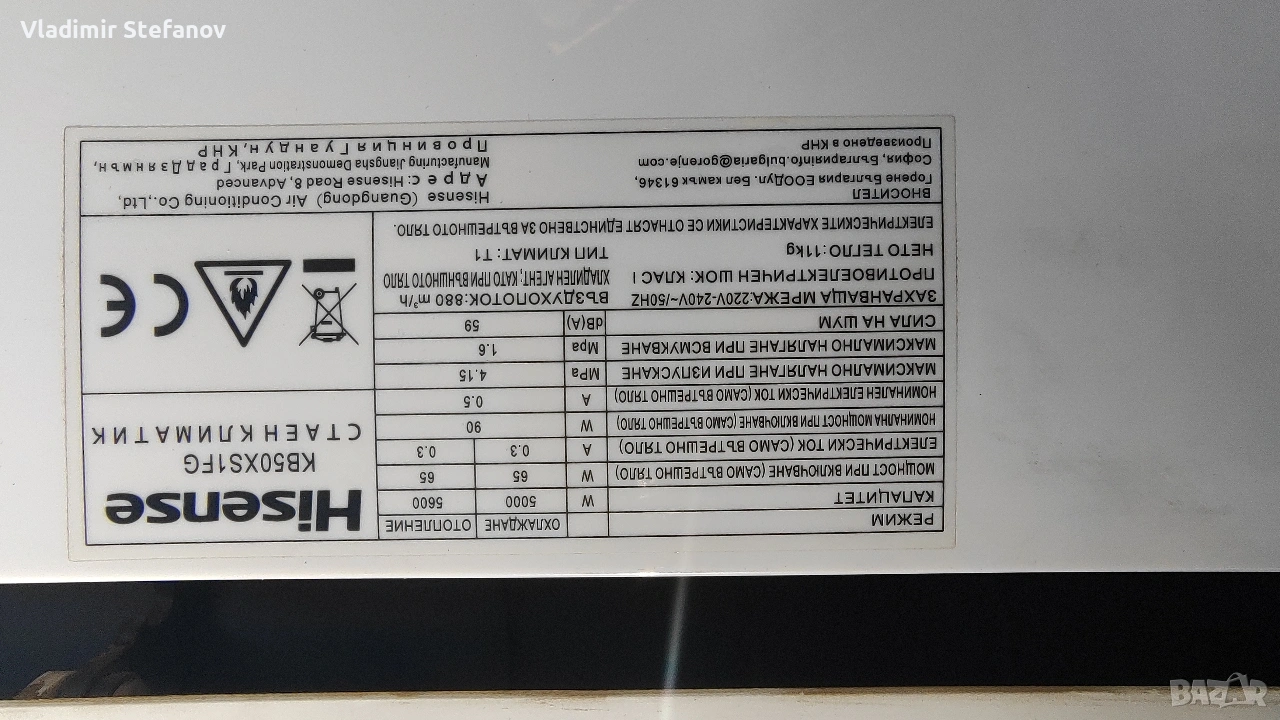 Vladimir Stefanov
Hisense
KB50XS1FG
СТАЕН КЛИМАТИК
РЕЖИМ ОХЛАЖДАНЕ ОТОПЛЕНИЕ
КАПАЦИТЕТ W 5000 5600
МОЩНОСТ ПРИ ВКЛЮЧВАНЕ (САМО ВЪТРЕШНО ТЯЛО) W 65 65
ЕЛЕКТРИЧЕСКИ ТОК (САМО ВЪТРЕШНО ТЯЛО) A 0.3 0.3
НОМИНАЛНА МОЩНОСТ ПРИ ВКЛЮЧВАНЕ (САМО ВЪТРЕШНО ТЯЛО) W 90
НОМИНАЛЕН ЕЛЕКТРИЧЕСКИ ТОК (САМО ВЪТРЕШНО ТЯЛО) A 0.5
МАКСИМАЛНО НАЛЯГАНЕ ПРИ ИЗПУСКАНЕ MPa 4.15
МАКСИМАЛНО НАЛЯГАНЕ ПРИ ВСМУКВАНЕ Mpa 1.6
СИЛА НА ШУМ dB(A) 59
ЗАХРАНВАЩА МРЕЖА:220V-240V~/50HZ ВЪЗДУХОПОТОК:880 m³/h
ПРОТИВОЕЛЕКТРИЧЕН ШОК: КЛАС I ХЛАДИЛЕН АГЕНТ; КАТО ПРИ ВЪНШНОТО ТЯЛО
НЕТО ТЕГЛО:11kg ТИП КЛИМАТ:T1
ЕЛЕКТРИЧЕСКИТЕ ХАРАКТЕРИСТИКИ СЕ ОТНАСЯТ ЕДИНСТВЕНО ЗА ВЪТРЕШНОТО ТЯЛО.
CE
ВНОСИТЕЛ
Горене България ЕООДул. Бел камък 61346,
София, Българияinfo.bulgaria@gorenje.com
Произведено в КНР
Hisense (Guangdong) Air Conditioning Co.,Ltd,
Адрес: Hisense Road 8, Advanced
Manufacturing Jiangsha Demonstration Park, Град Дзянмън,
Провинция Гуандун, КНР
BAZAR